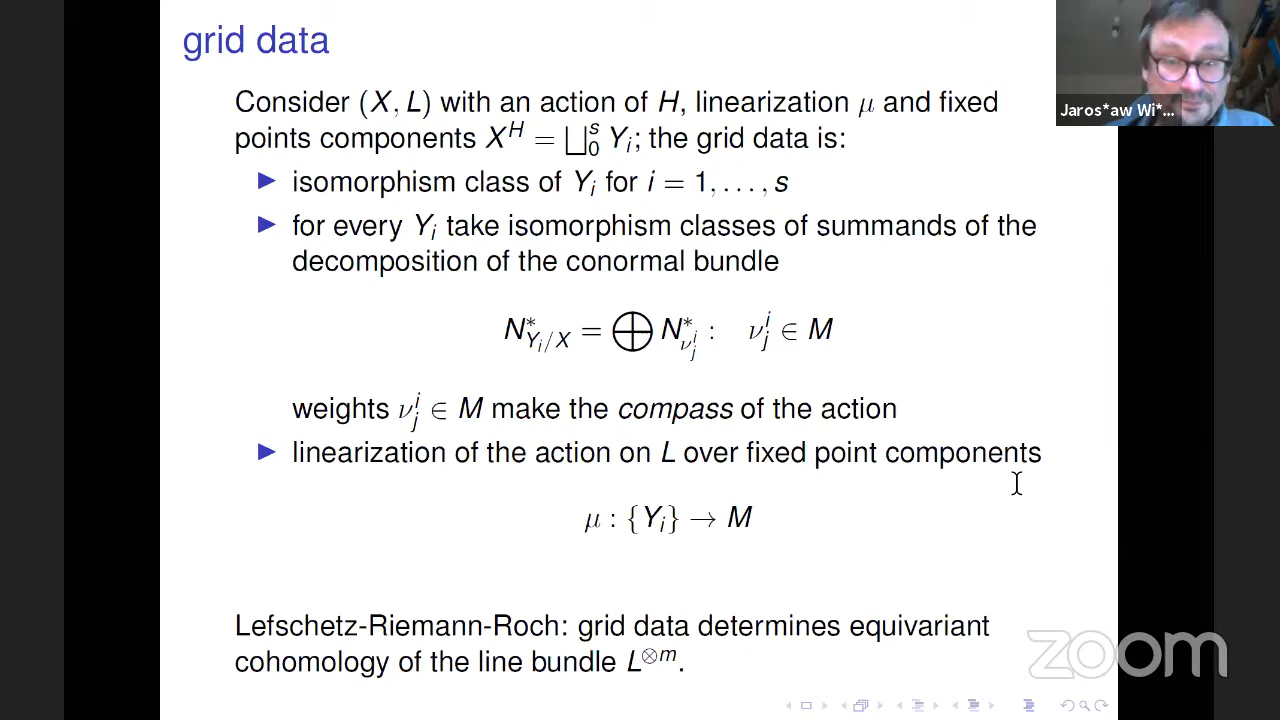 grid data
Consider (X, L) with an action of H, linearization μ and fixed
points components X^H = ⨆_0^s Y_i; the grid data is:
▶ isomorphism class of Y_i for i = 1, . . . , s
▶ for every Y_i take isomorphism classes of summands of the
decomposition of the conormal bundle
N*_{Y_i/X} = ⨁ N*_{ν_j^i} : ν_j^i ∈ M
weights ν_j^i ∈ M make the compass of the action
▶ linearization of the action on L over fixed point components
μ : {Y_i} → M
Lefschetz-Riemann-Roch: grid data determines equivariant
cohomology of the line bundle L^{⊗m}.
Jaros*aw Wi*...
zoom